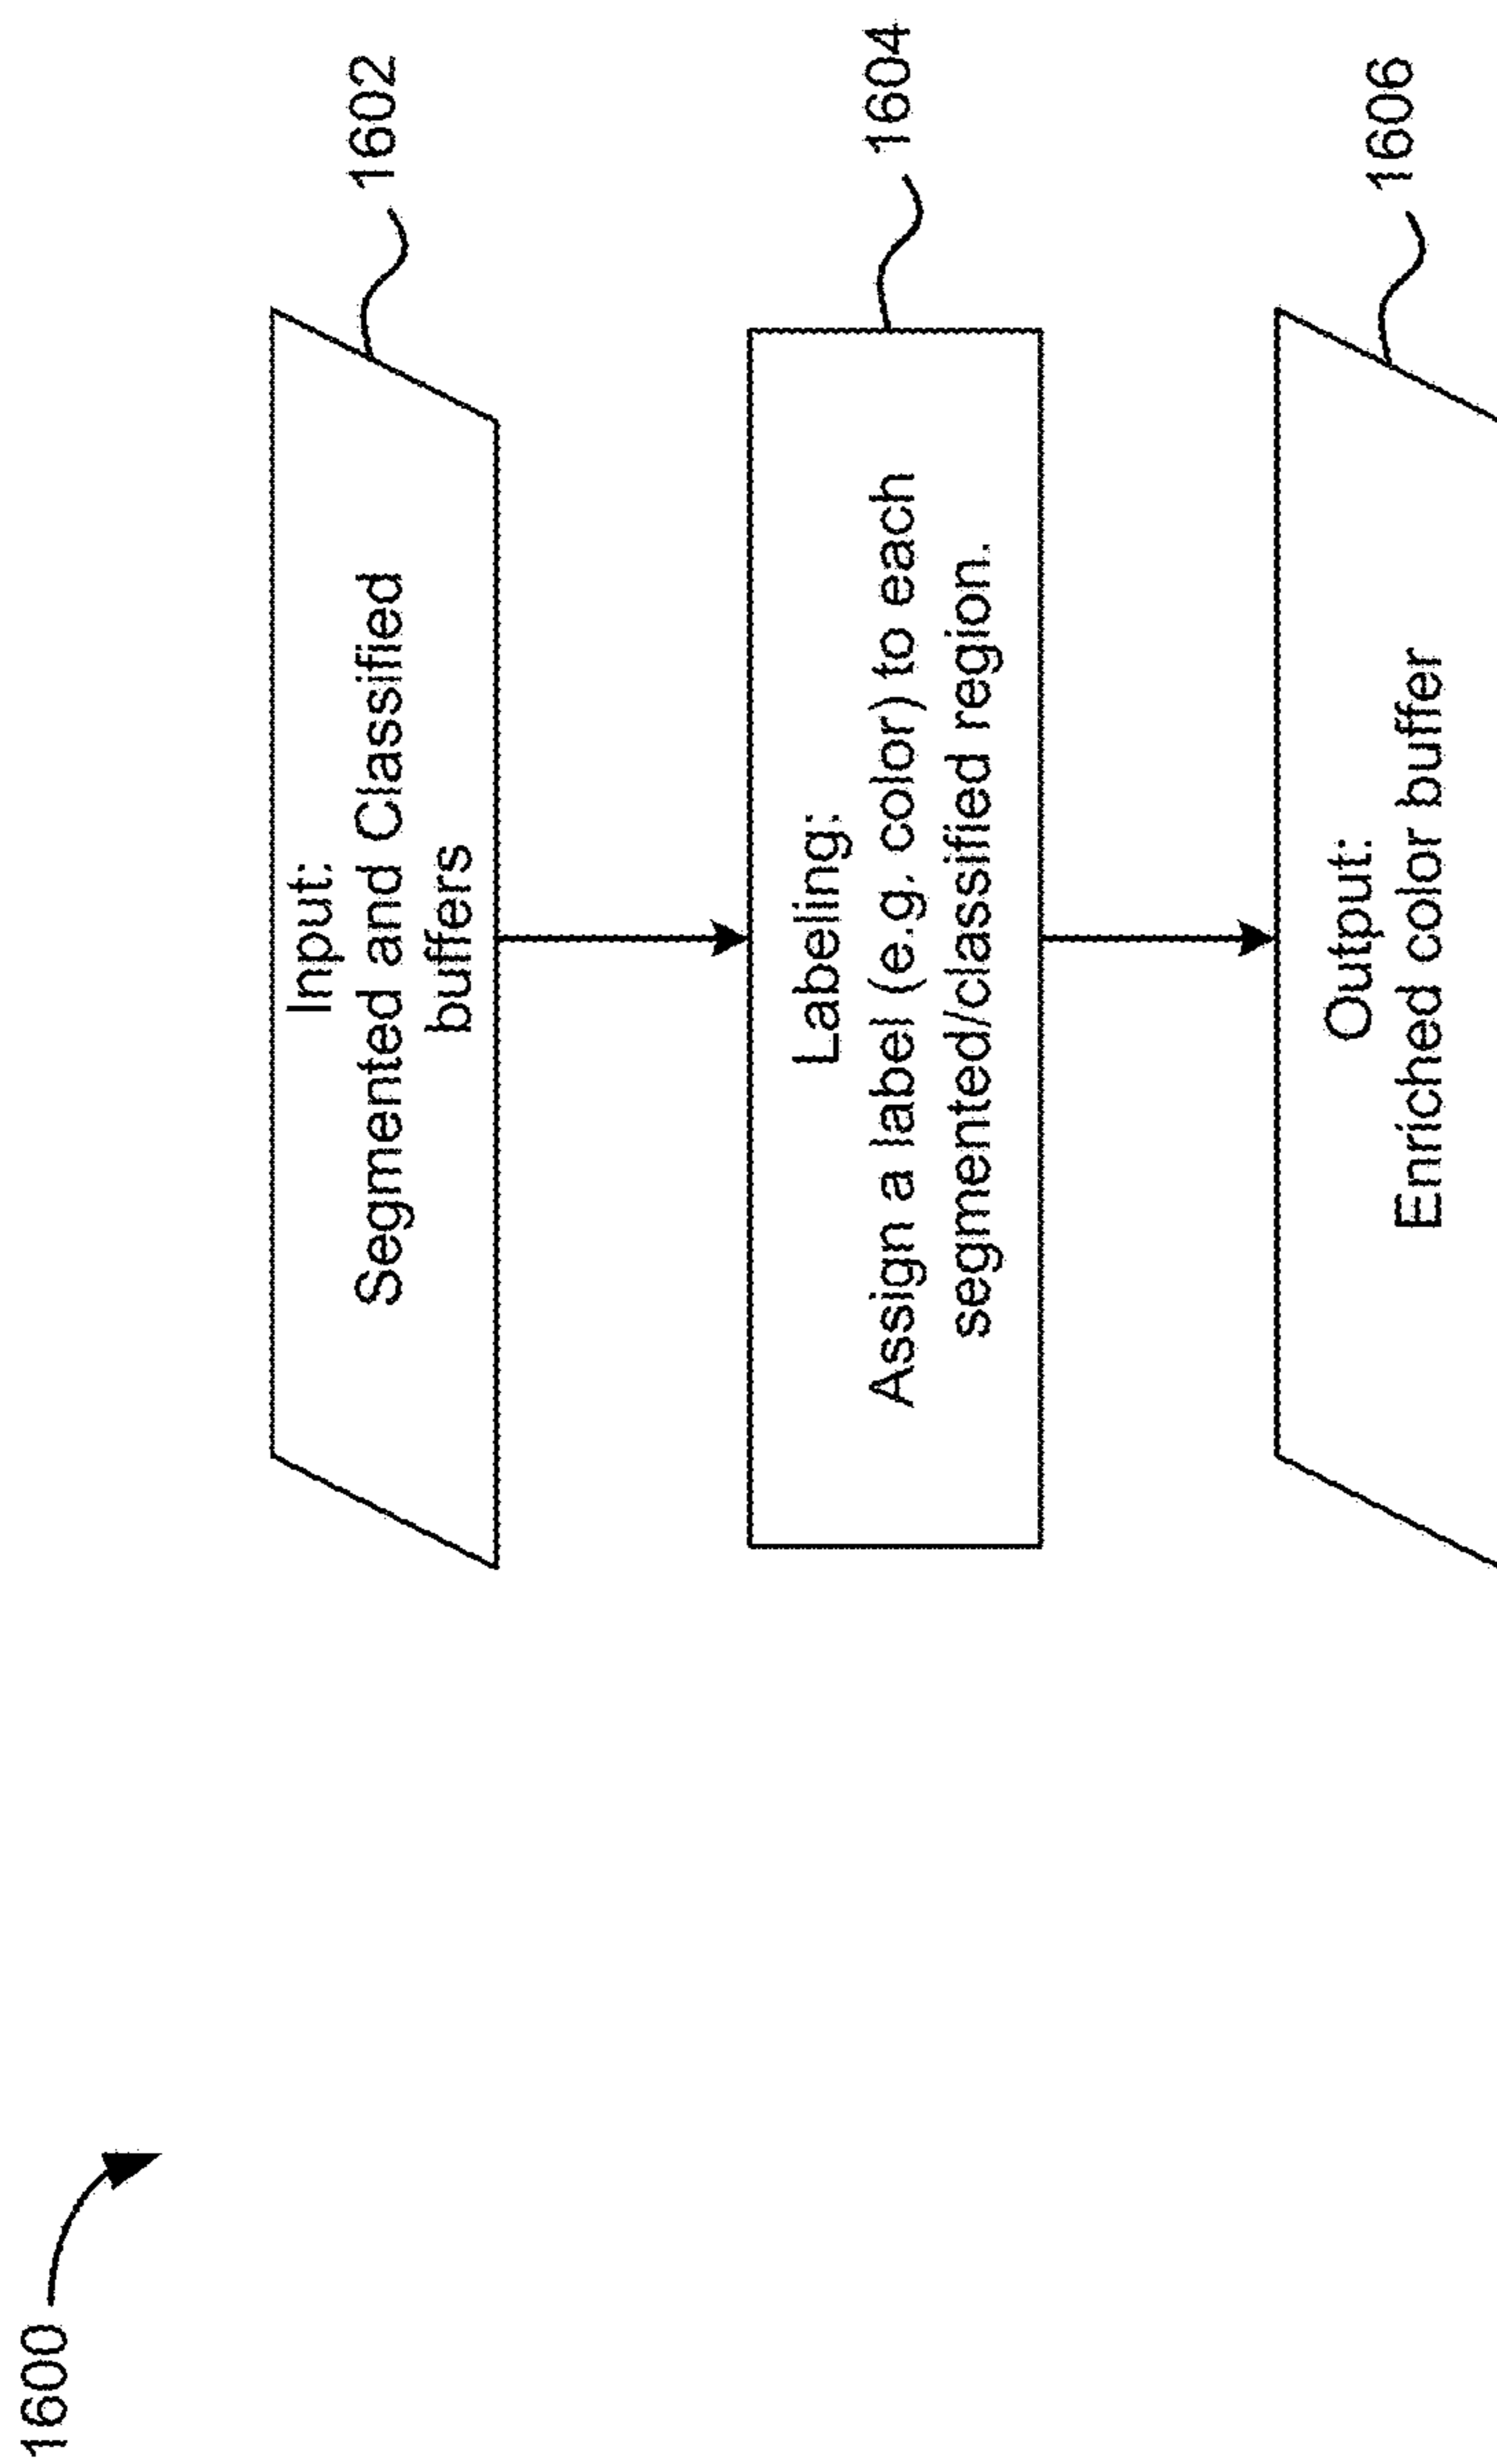 1600
Input:
Segmented and Classified
buffers
1602
Labeling:
Assign a label (e.g. color) to each
segmented/classified region.
1604
Output:
Enriched color buffer
1606